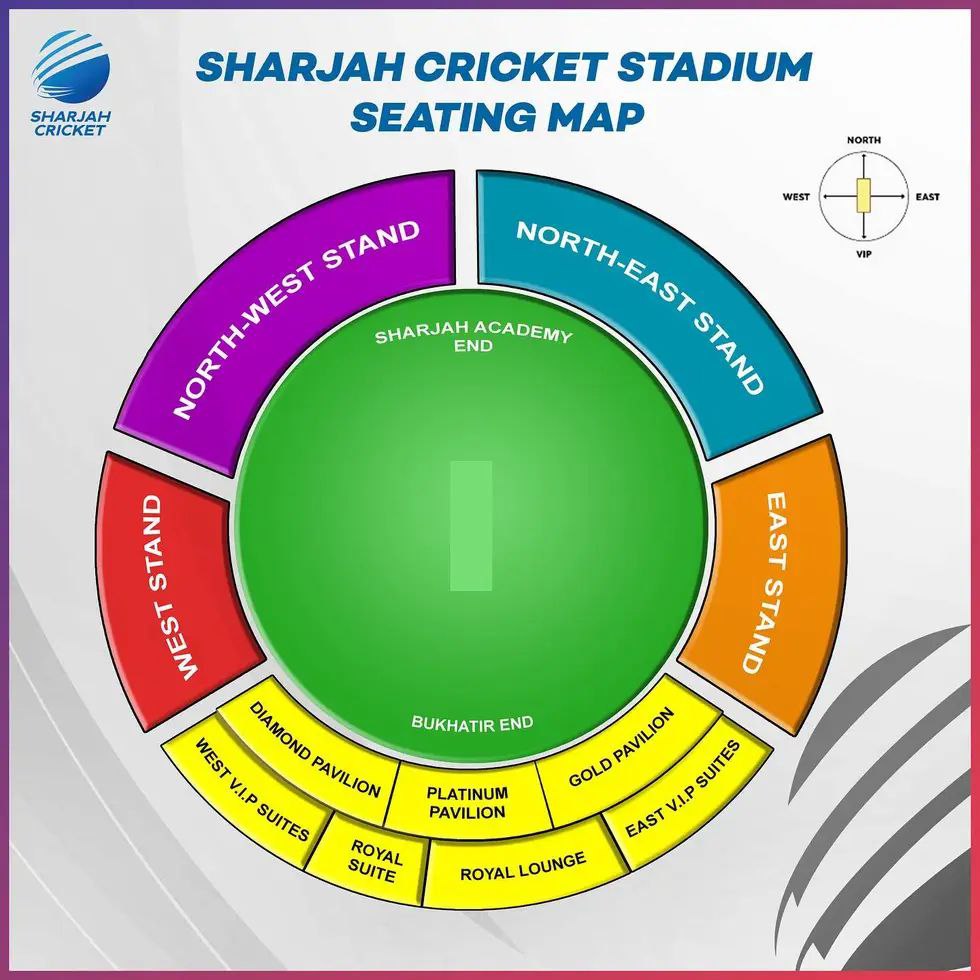 SHARJAH CRICKET STADIUM
SEATING MAP
SHARJAH
CRICKET
NORTH
WEST
EAST
VIP
NORTH-WEST STAND
NORTH-EAST STAND
SHARJAH ACADEMY
END
WEST STAND
EAST STAND
BUKHATIR END
DIAMOND PAVILION
PLATINUM
PAVILION
GOLD PAVILION
WEST V.I.P SUITES
ROYAL
SUITE
ROYAL LOUNGE
EAST V.I.P SUITES